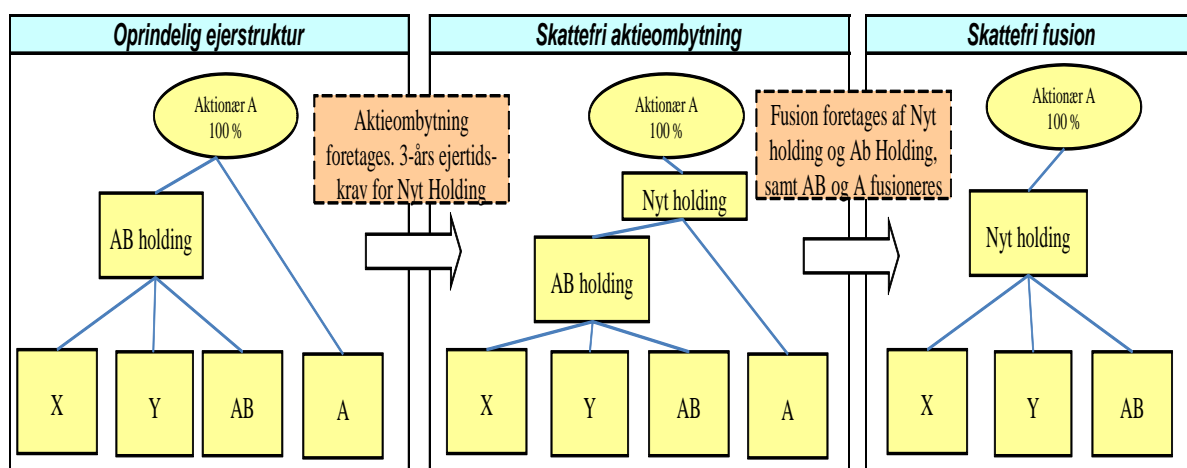 Oprindelig ejerstruktur
Aktionær A
100 %
AB holding
X
Y
AB
A
Aktieombytning
foretages. 3-års ejertids-
krav for Nyt Holding
Skattefri aktieombytning
Aktionær A
100 %
Nyt holding
AB holding
X
Y
AB
A
Fusion foretages af Nyt
holding og Ab Holding,
samt AB og A fusioneres
Skattefri fusion
Aktionær A
100 %
Nyt holding
X
Y
AB